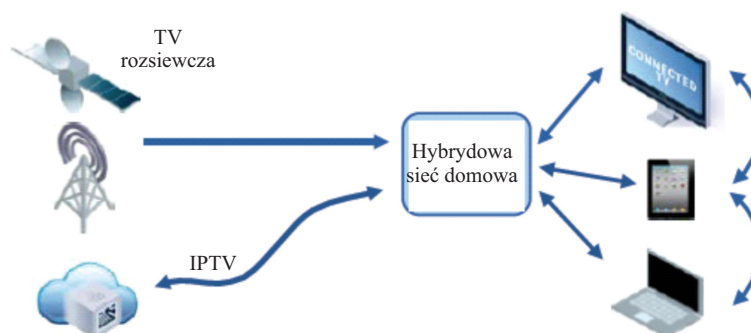 TV
rozsiewcza
CONNECTED
TV
Hybrydowa
sieć domowa
IPTV